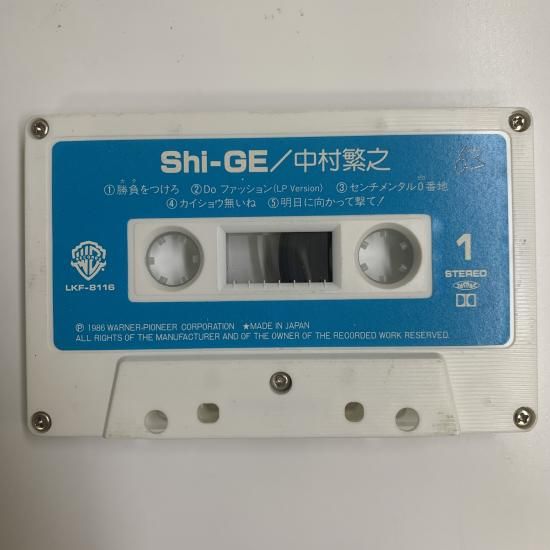 Shi-GE／中村繁之
①勝負をつけろ ②Do ファッション(LP Version) ③センチメンタル0番地
④カイショウ無いね ⑤明日に向かって撃て!
LKF-8116
1
STEREO
℗ 1986 WARNER-PIONEER CORPORATION ★MADE IN JAPAN
ALL RIGHTS OF THE MANUFACTURER AND OF THE OWNER OF THE RECORDED WORK RESERVED.